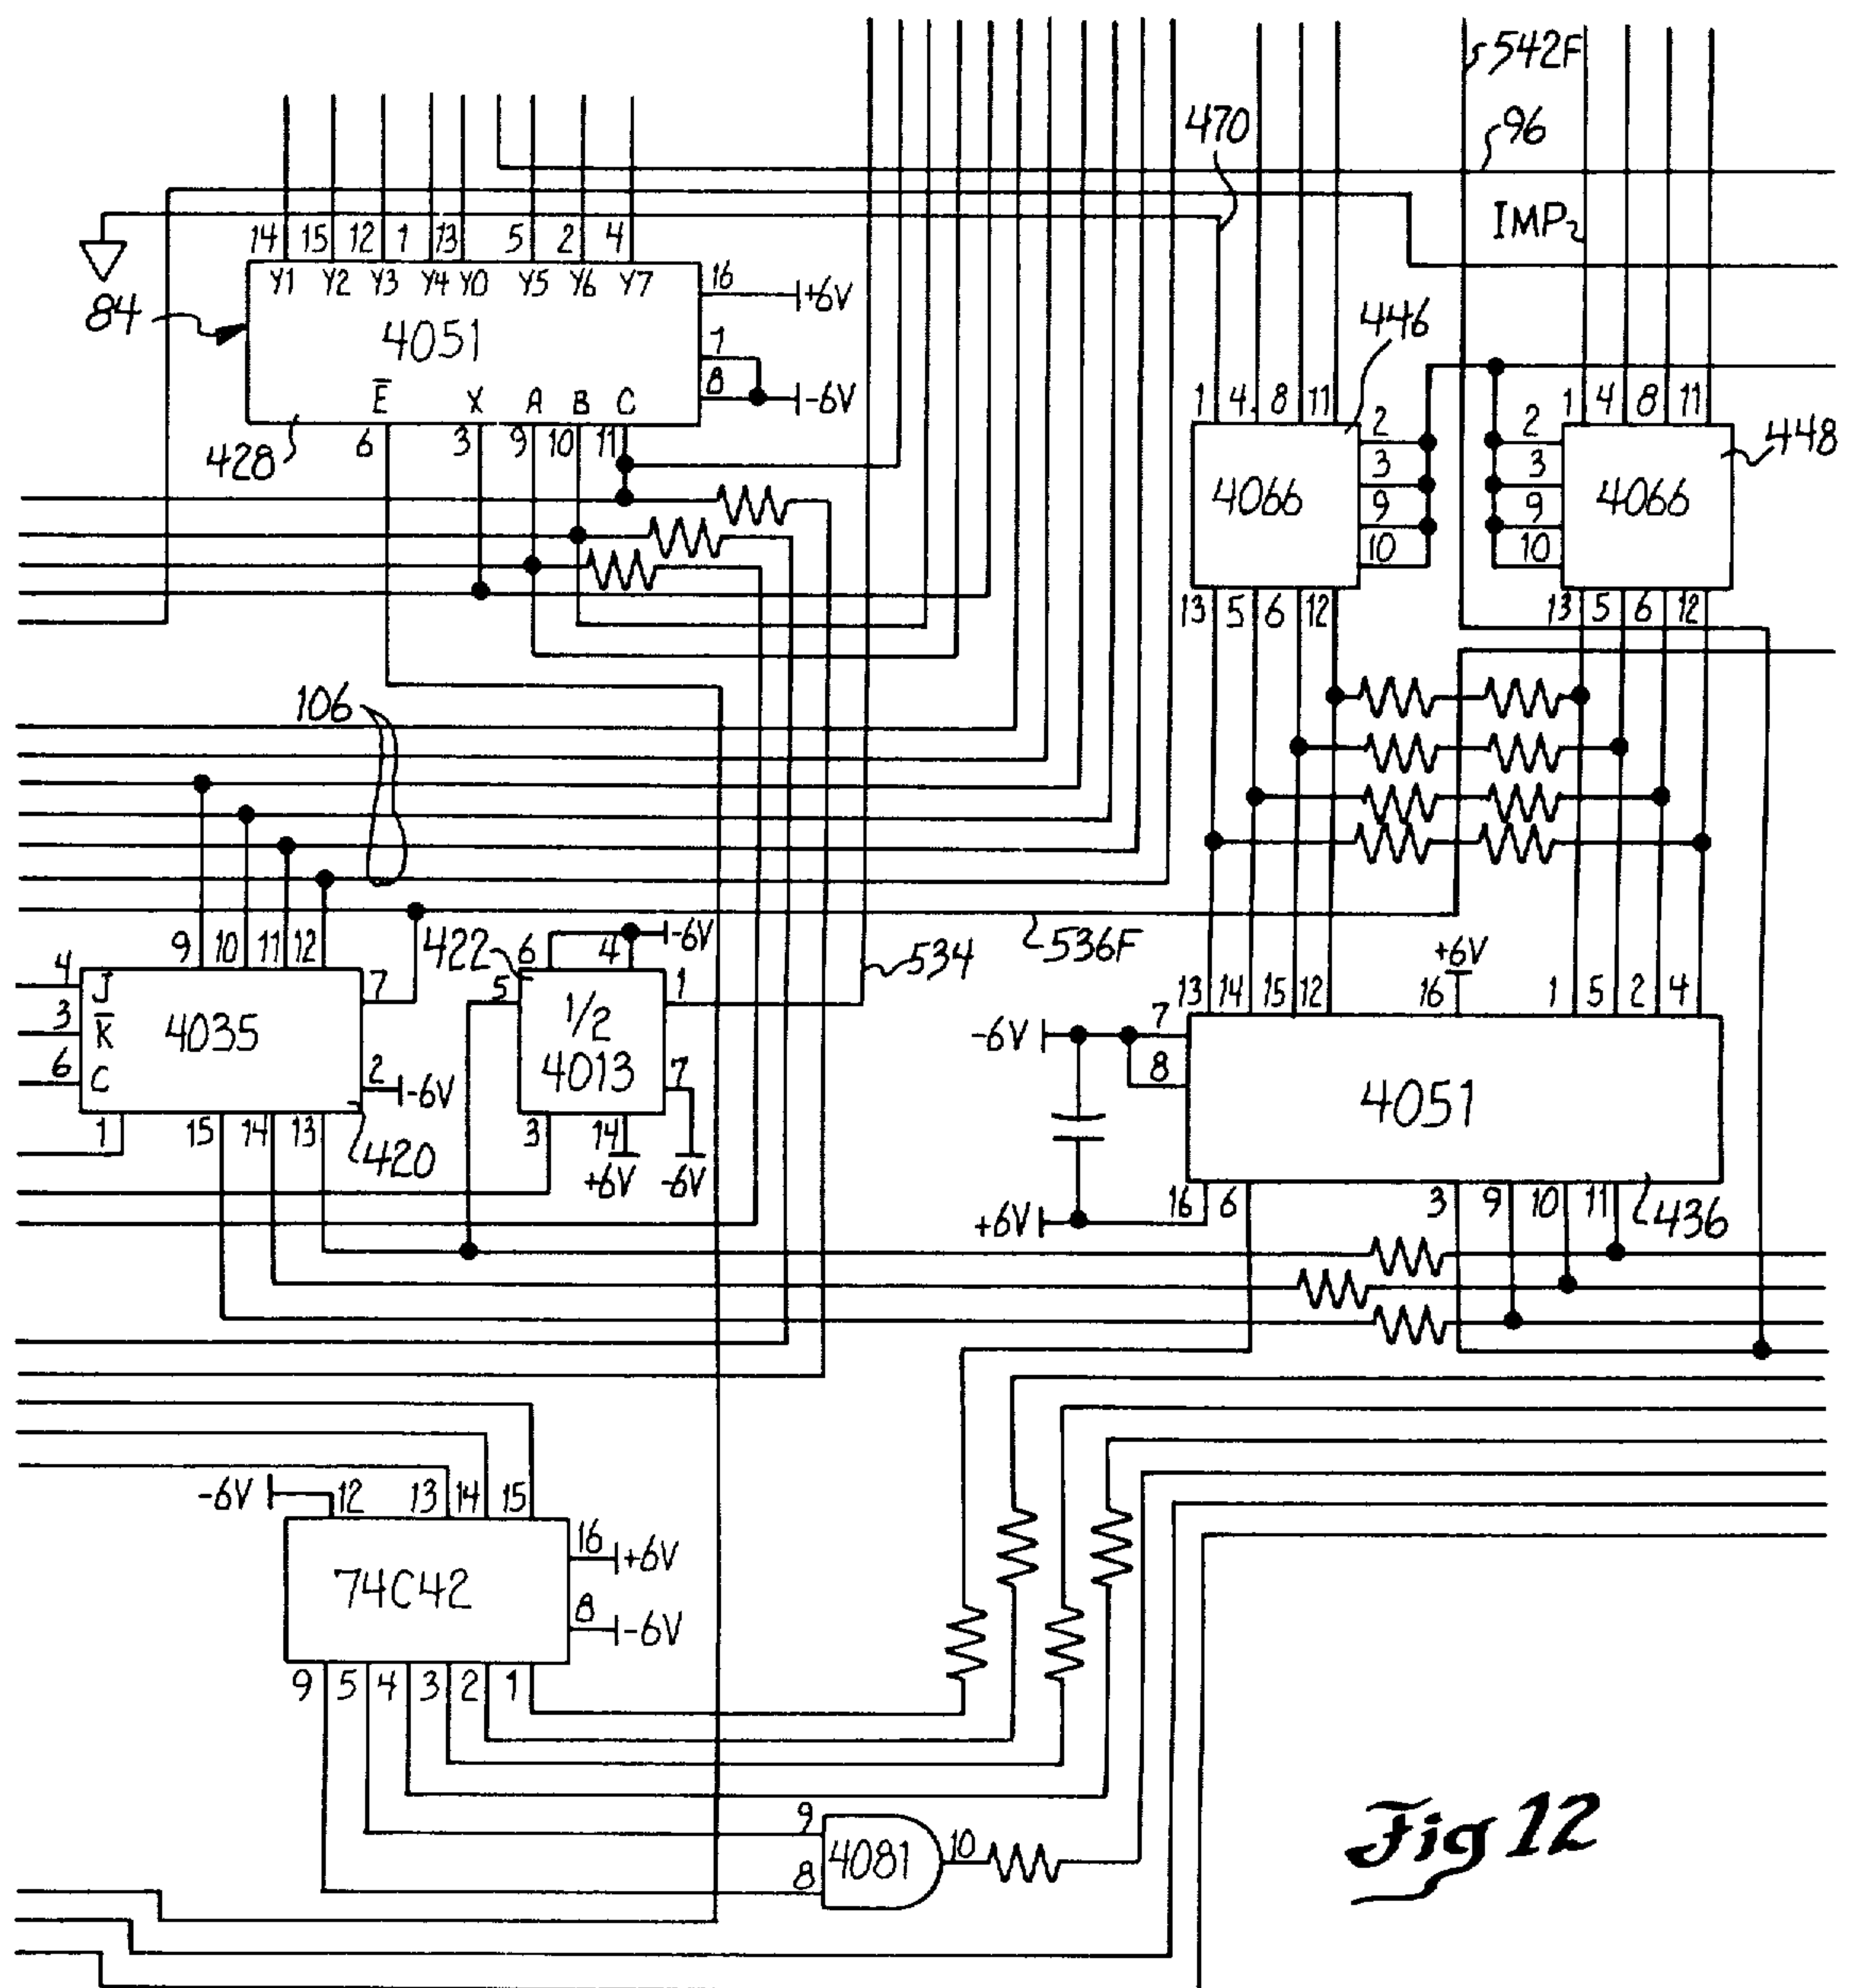 542F
96
470
IMP2
14 15 12 1 13 5 2 4
Y1 Y2 Y3 Y4 Y0 Y5 Y6 Y7
84
4051
16 +6V
7
8 -6V
E̅ X A B C
6 3 9 10 11
428
446
1 4 8 11
2
3
9
10
4066
13 5 6 12
1 4 8 11
2
3
9
10
4066
448
13 5 6 12
106
9 10 11 12
4 J
3 K̅
6 C
4035
7
2 -6V
1 15 14 13
420
422
6 4 -6V
5
1/2
4013
1
7
3 14
+6V -6V
534
536F
+6V
13 14 15 12 16 1 5 2 4
-6V 7
8
4051
+6V
16 6 3 9 10 11
436
-6V 12 13 14 15
74C42
16 +6V
8 -6V
9 5 4 3 2 1
9
8
4081
10
Fig 12